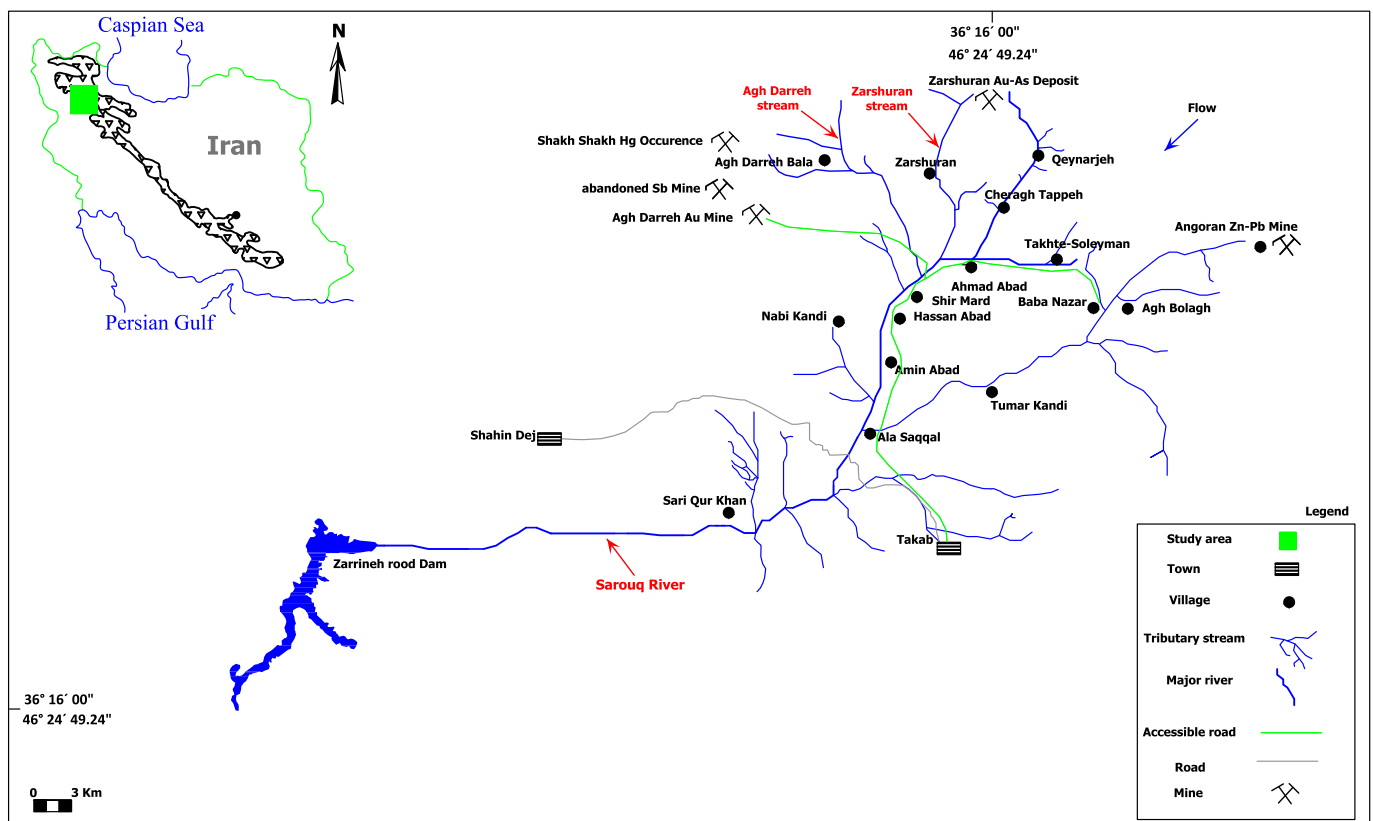 Caspian Sea
N
Iran
Persian Gulf
36° 16´ 00"
46° 24´ 49.24"
Zarshuran Au-As Deposit
Agh Darreh
stream
Zarshuran
stream
Flow
Shakh Shakh Hg Occurence
Agh Darreh Bala
Zarshuran
Qeynarjeh
abandoned Sb Mine
Cheragh Tappeh
Agh Darreh Au Mine
Angoran Zn-Pb Mine
Takhte-Soleyman
Ahmad Abad
Shir Mard
Baba Nazar
Agh Bolagh
Nabi Kandi
Hassan Abad
Amin Abad
Tumar Kandi
Shahin Dej
Ala Saqqal
Sari Qur Khan
Takab
Zarrineh rood Dam
Sarouq River
36° 16´ 00"
46° 24´ 49.24"
0 3 Km
Legend
Study area
Town
Village
Tributary stream
Major river
Accessible road
Road
Mine